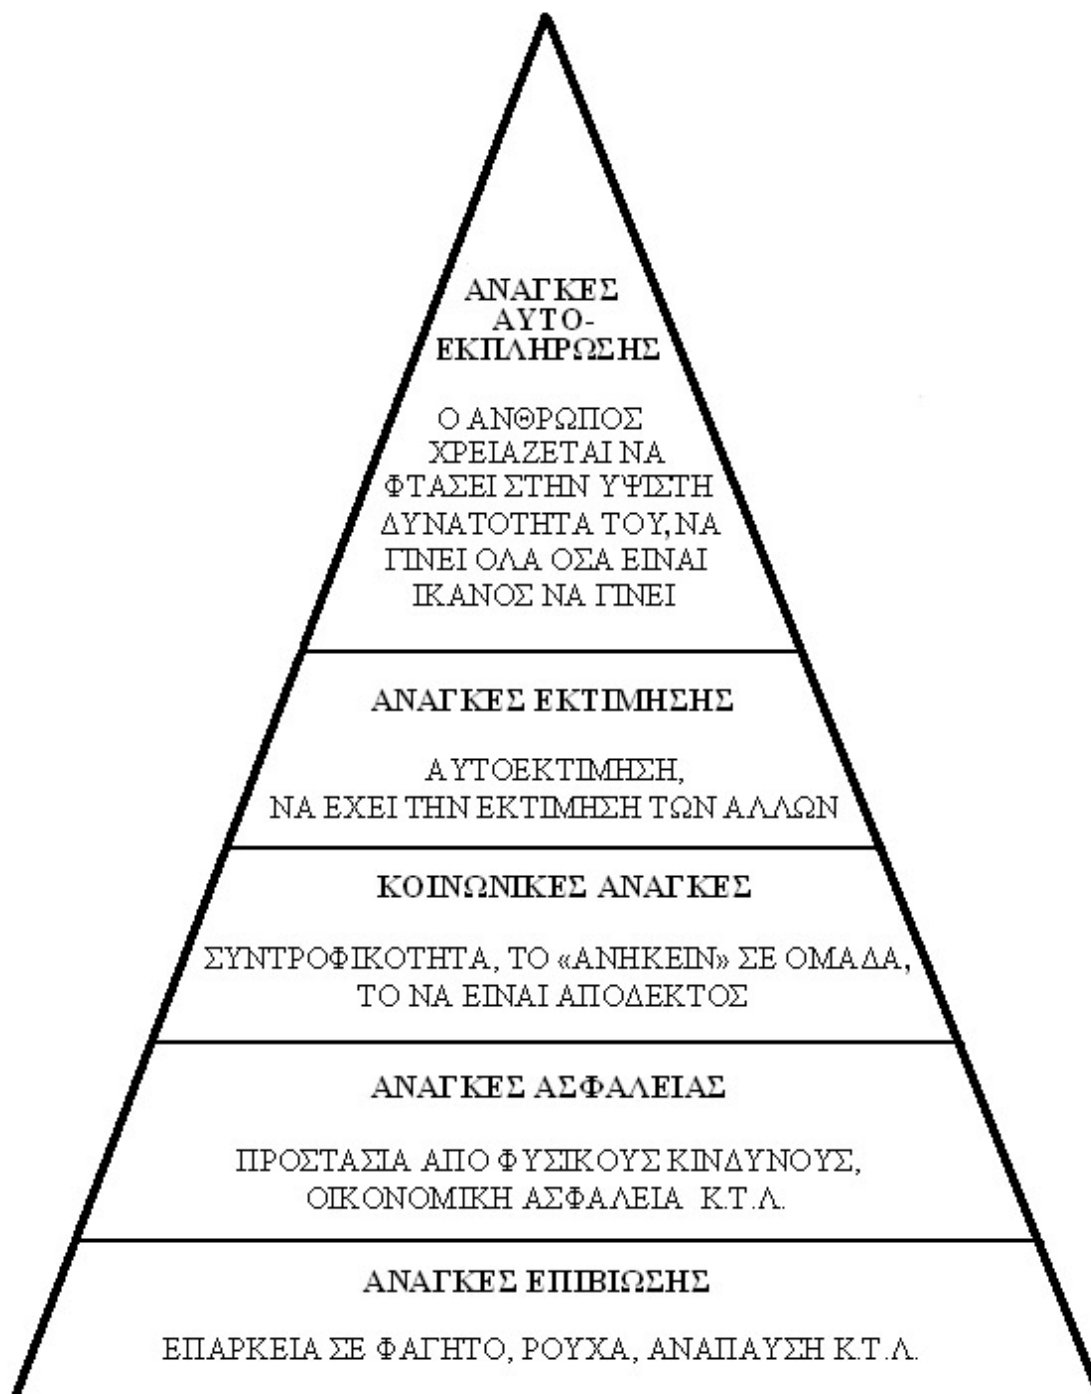 ΑΝΑΓΚΕΣ
ΑΥΤΟ-
ΕΚΠΛΗΡΩΣΗΣ
Ο ΑΝΘΡΩΠΟΣ
ΧΡΕΙΑΖΕΤΑΙ ΝΑ
ΦΤΑΣΕΙ ΣΤΗΝ ΥΨΙΣΤΗ
ΔΥΝΑΤΟΤΗΤΑ ΤΟΥ, ΝΑ
ΓΙΝΕΙ ΟΛΑ ΟΣΑ ΕΙΝΑΙ
ΙΚΑΝΟΣ ΝΑ ΓΙΝΕΙ
ΑΝΑΓΚΕΣ ΕΚΤΙΜΗΣΗΣ
ΑΥΤΟΕΚΤΙΜΗΣΗ,
ΝΑ ΕΧΕΙ ΤΗΝ ΕΚΤΙΜΗΣΗ ΤΩΝ ΑΛΛΩΝ
ΚΟΙΝΩΝΙΚΕΣ ΑΝΑΓΚΕΣ
ΣΥΝΤΡΟΦΙΚΟΤΗΤΑ, ΤΟ «ΑΝΗΚΕΙΝ» ΣΕ ΟΜΑΔΑ,
ΤΟ ΝΑ ΕΙΝΑΙ ΑΠΟΔΕΚΤΟΣ
ΑΝΑΓΚΕΣ ΑΣΦΑΛΕΙΑΣ
ΠΡΟΣΤΑΣΙΑ ΑΠΟ ΦΥΣΙΚΟΥΣ ΚΙΝΔΥΝΟΥΣ,
ΟΙΚΟΝΟΜΙΚΗ ΑΣΦΑΛΕΙΑ Κ.Τ.Λ.
ΑΝΑΓΚΕΣ ΕΠΙΒΙΩΣΗΣ
ΕΠΑΡΚΕΙΑ ΣΕ ΦΑΓΗΤΟ, ΡΟΥΧΑ, ΑΝΑΠΑΥΣΗ Κ.Τ.Λ.